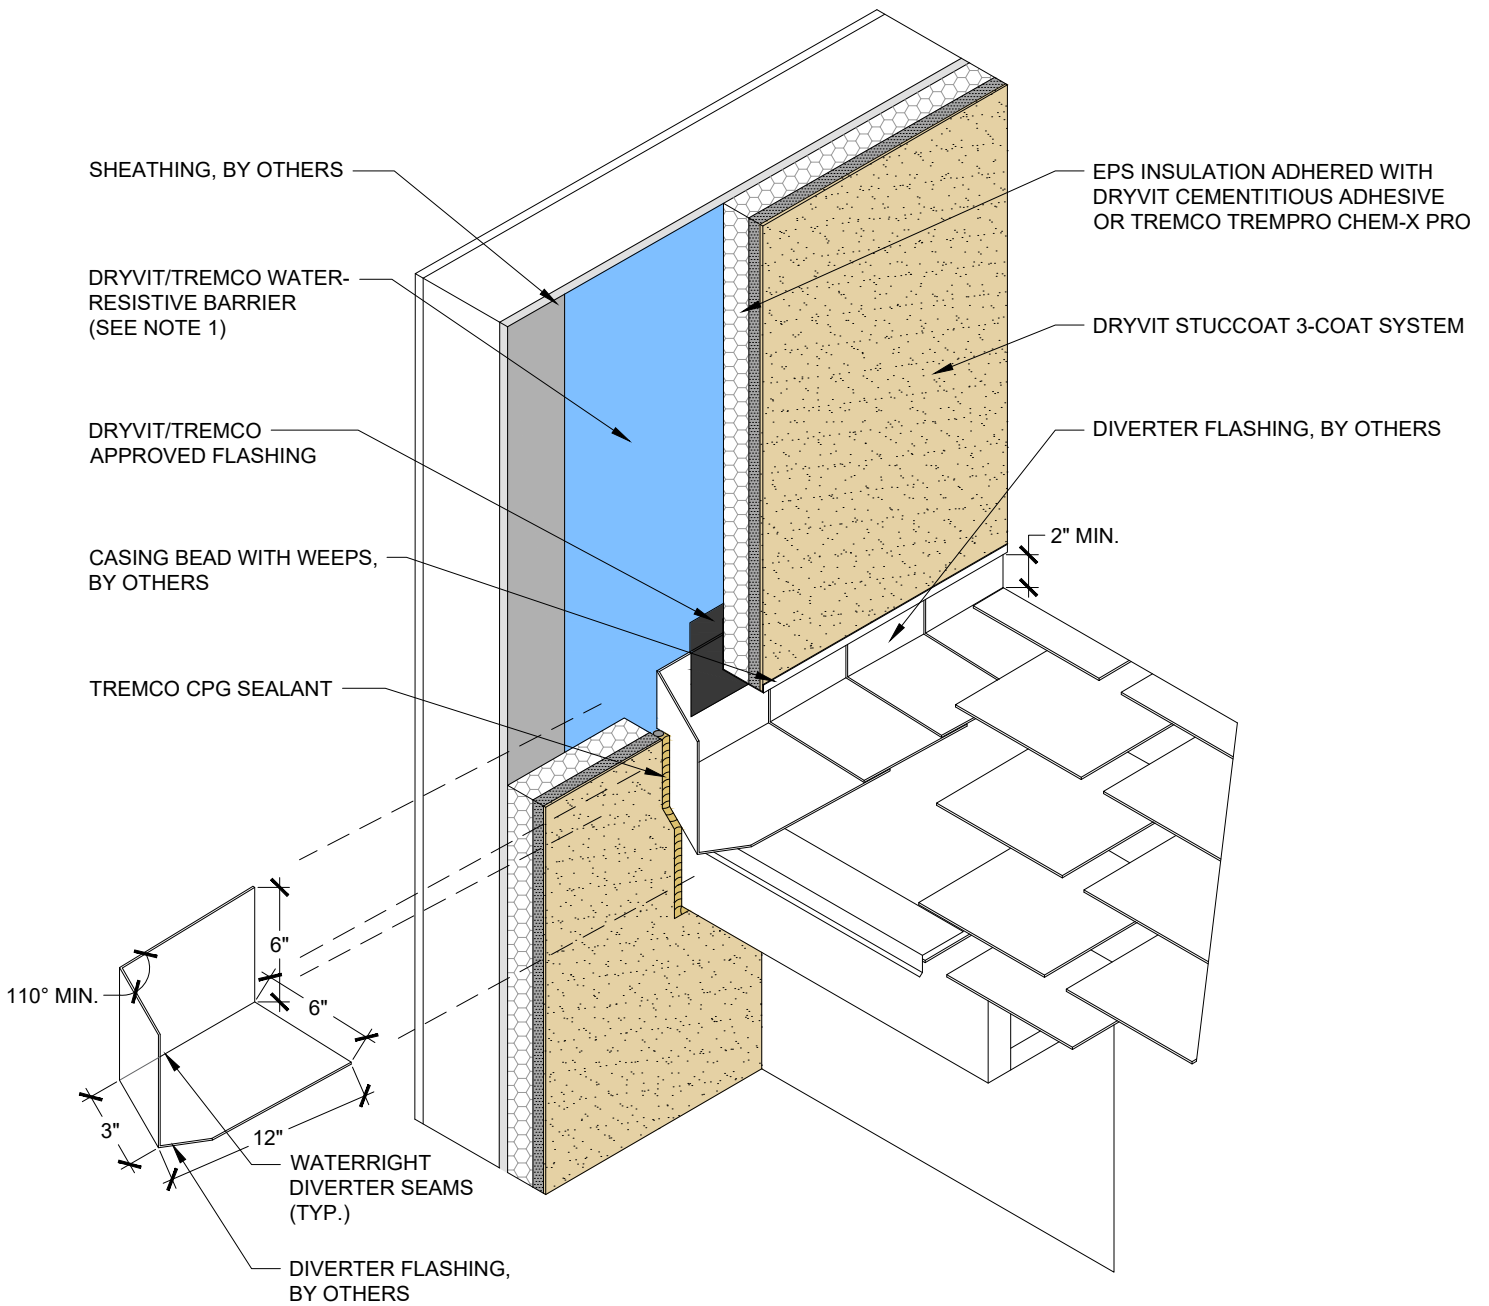 SHEATHING, BY OTHERS
EPS INSULATION ADHERED WITH
DRYVIT CEMENTITIOUS ADHESIVE
OR TREMCO TREMPRO CHEM-X PRO
DRYVIT/TREMCO WATER-
RESISTIVE BARRIER
(SEE NOTE 1)
DRYVIT STUCCOAT 3-COAT SYSTEM
DRYVIT/TREMCO
APPROVED FLASHING
DIVERTER FLASHING, BY OTHERS
2" MIN.
CASING BEAD WITH WEEPS,
BY OTHERS
TREMCO CPG SEALANT
6"
110° MIN.
6"
3"
12"
WATERRIGHT
DIVERTER SEAMS
(TYP.)
DIVERTER FLASHING,
BY OTHERS